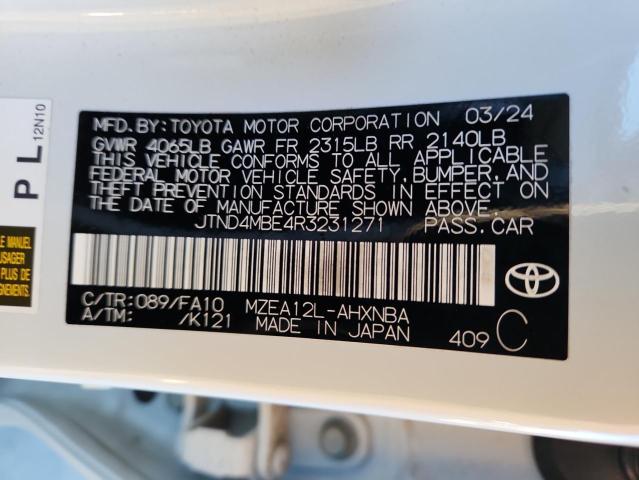 MFD.BY:TOYOTA MOTOR CORPORATION 03/24
GVWR 4065LB GAWR FR 2315LB RR 2140LB
THIS VEHICLE CONFORMS TO ALL APPLICABLE
FEDERAL MOTOR VEHICLE SAFETY,BUMPER,AND
THEFT PREVENTION STANDARDS IN EFFECT ON
THE DATE OF MANUFACTURE SHOWN ABOVE.
JTND4MBE4R3231271 PASS.CAR
C/TR:089/FA10 MZEA12L-AHXNBA
A/TM: /K121 MADE IN JAPAN 409 C
TOYOTA
P L
12N10
LE MANUEL
USAGER
PLUS DE
GNEMENTS.